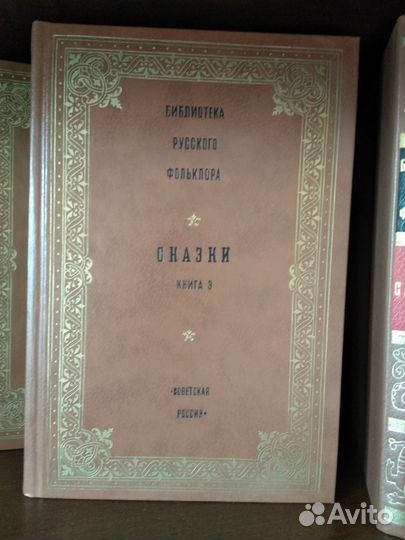 БИБЛИОТЕКА
РУССКОГО
ФОЛЬКЛОРА
СКАЗКИ
КНИГА 3
«СОВЕТСКАЯ
РОССИЯ»
Avito